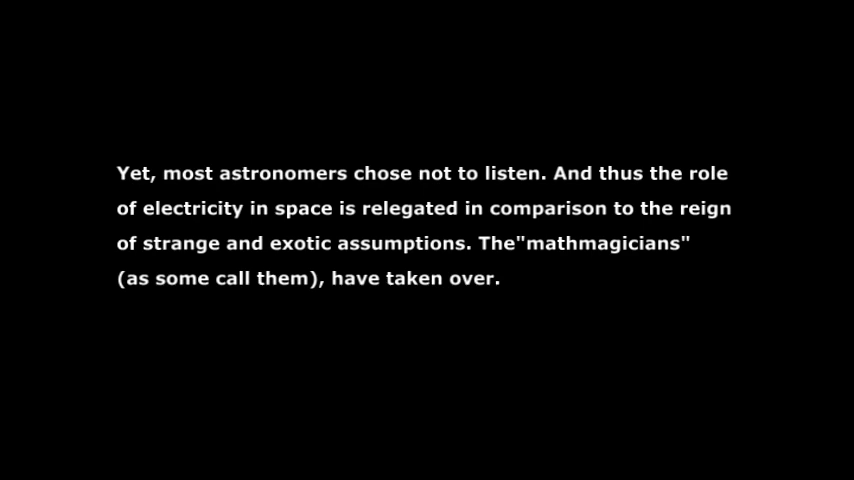 Yet, most astronomers chose not to listen. And thus the role
of electricity in space is relegated in comparison to the reign
of strange and exotic assumptions. The"mathmagicians"
(as some call them), have taken over.